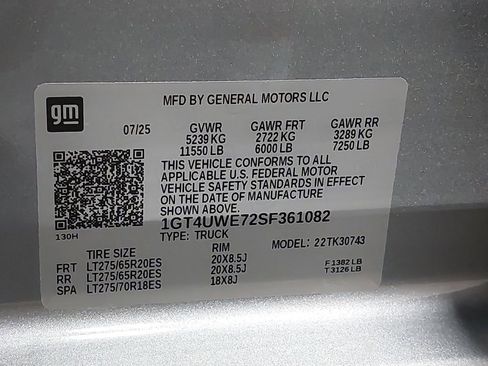 gm
MFD BY GENERAL MOTORS LLC
07/25 GVWR GAWR FRT GAWR RR
5239 KG 2722 KG 3289 KG
11550 LB 6000 LB 7250 LB
THIS VEHICLE CONFORMS TO ALL
APPLICABLE U.S. FEDERAL MOTOR
VEHICLE SAFETY STANDARDS IN EFFECT
ON THE DATE OF MANUFACTURE
SHOWN ABOVE.
1GT4UWE72SF361082
130H TYPE: TRUCK MODEL: 22TK30743
TIRE SIZE RIM
FRT LT275/65R20ES 20X8.5J F 1382 LB
RR LT275/65R20ES 20X8.5J T 3126 LB
SPA LT275/70R18ES 18X8J